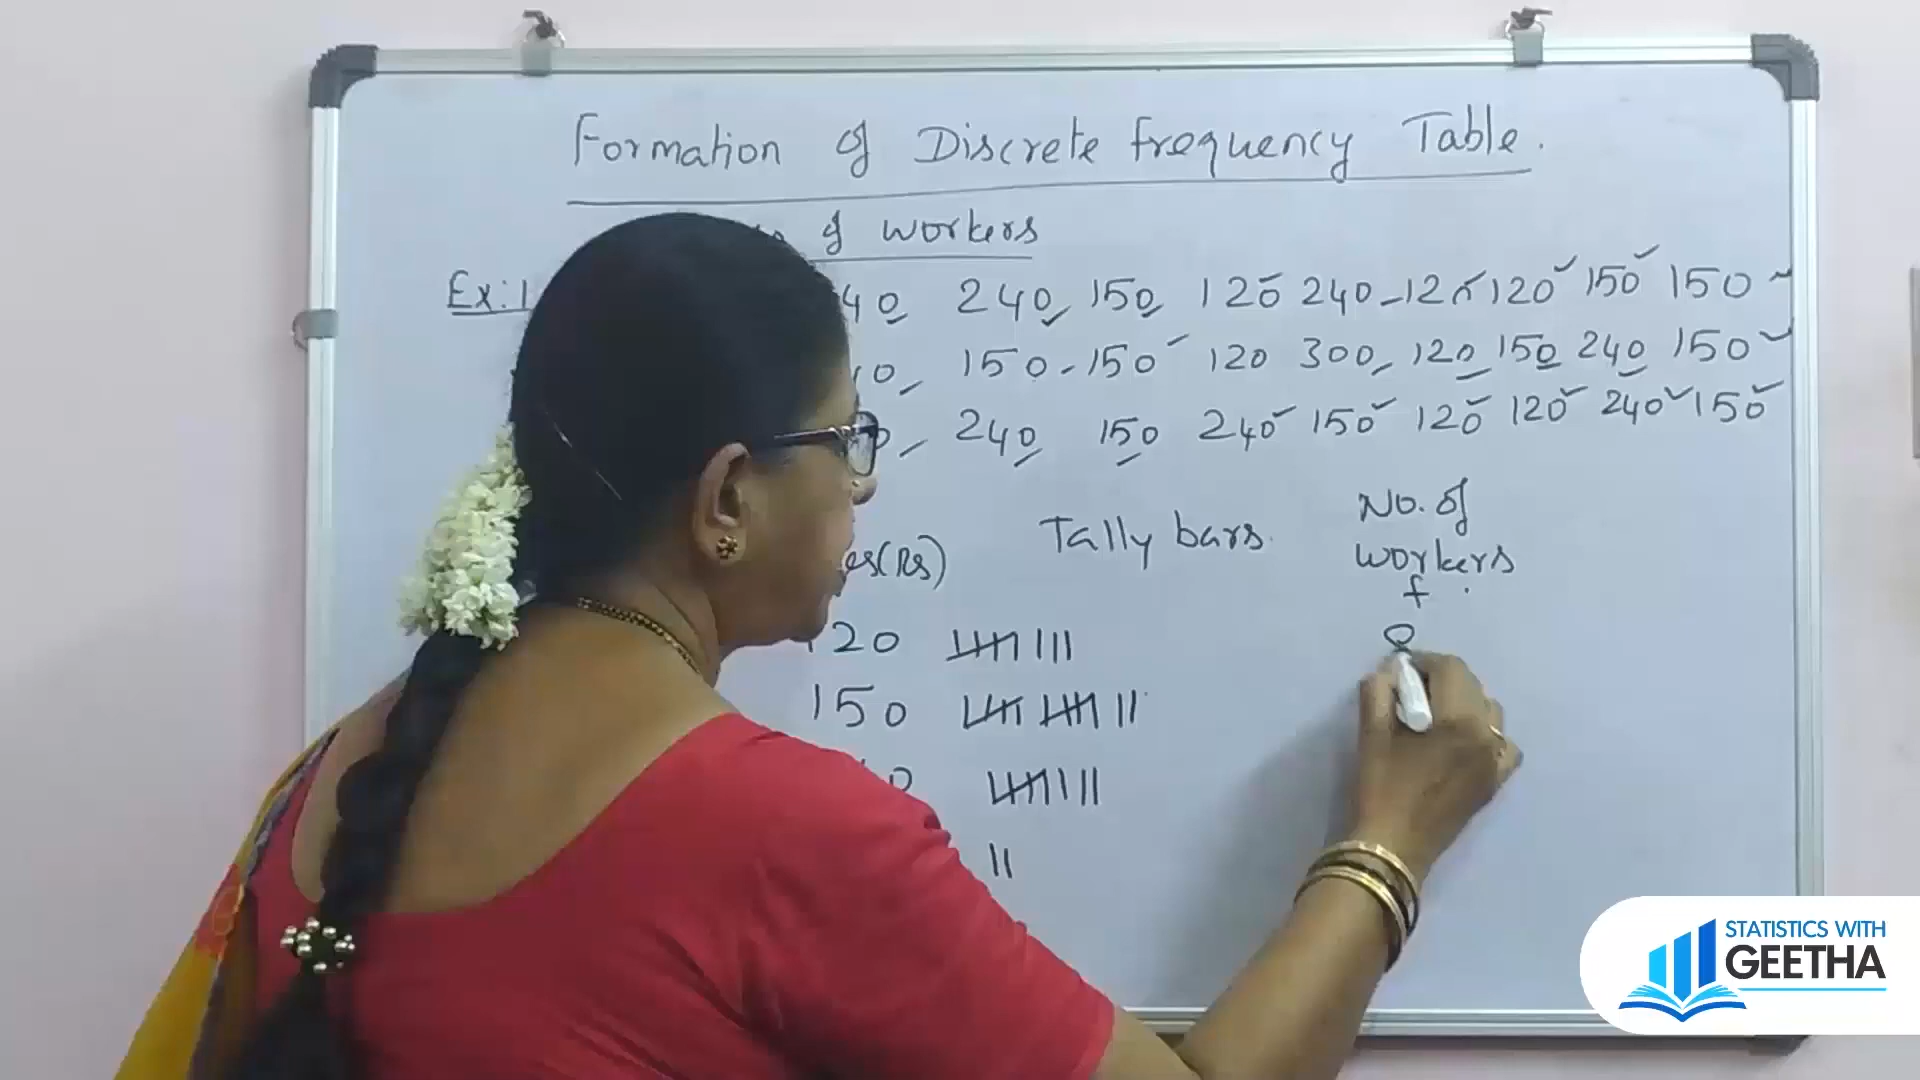 Formation of Discrete frequency Table.
of workers
Ex:1 40 240 150 120 240 120 120 150 150
150 150 120 300 120 150 240 150
240 150 240 150 120 120 240 150
es(Rs) Tally bars. No. of workers f
120 8
150
STATISTICS WITH
GEETHA